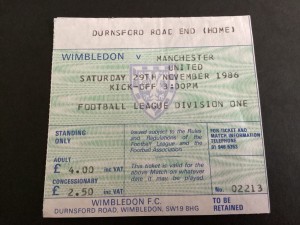 DURNSFORD ROAD END (HOME)
WIMBLEDON v MANCHESTER
UNITED
SATURDAY 29TH NOVEMBER 1986
KICK-OFF 3:00PM
FOOTBALL LEAGUE DIVISION ONE
STANDING
ONLY
Issued subject to the Rules
and Regulations of the
Football League, and the
Football Association.
FOR TICKET AND
MATCH INFORMATION
TELEPHONE
ADULT
£ 4.00 inc VAT
CONCESSIONARY
£ 2.50 inc VAT
This ticket is valid for the
above Match on whatever
date it may be played.
No. 02213
WIMBLEDON F.C.
DURNSFORD ROAD, WIMBLEDON, SW19 8HG
TO BE
RETAINED